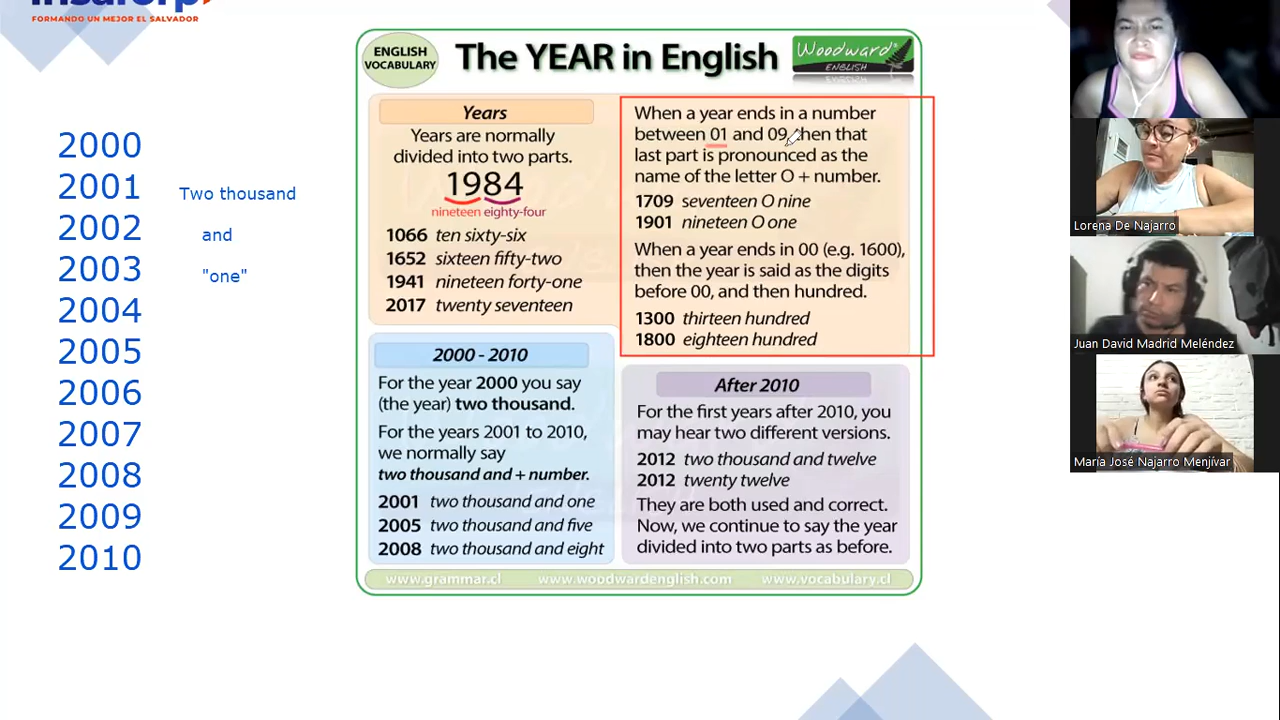 FORMANDO UN MEJOR EL SALVADOR
2000
2001
2002
2003
2004
2005
2006
2007
2008
2009
2010
Two thousand
and
"one"
ENGLISH
VOCABULARY
The YEAR in English
Woodward
ENGLISH
Years
Years are normally
divided into two parts.
1984
nineteen eighty-four
1066 ten sixty-six
1652 sixteen fifty-two
1941 nineteen forty-one
2017 twenty seventeen
When a year ends in a number
between 01 and 09 then that
last part is pronounced as the
name of the letter O + number.
1709 seventeen O nine
1901 nineteen O one
When a year ends in 00 (e.g. 1600),
then the year is said as the digits
before 00, and then hundred.
1300 thirteen hundred
1800 eighteen hundred
2000 - 2010
For the year 2000 you say
(the year) two thousand.
For the years 2001 to 2010,
we normally say
two thousand and + number.
2001 two thousand and one
2005 two thousand and five
2008 two thousand and eight
After 2010
For the first years after 2010, you
may hear two different versions.
2012 two thousand and twelve
2012 twenty twelve
They are both used and correct.
Now, we continue to say the year
divided into two parts as before.
www.grammar.cl www.woodwardenglish.com www.vocabulary.cl
Lorena De Najarro
Juan David Madrid Meléndez
María José Najarro Menjívar